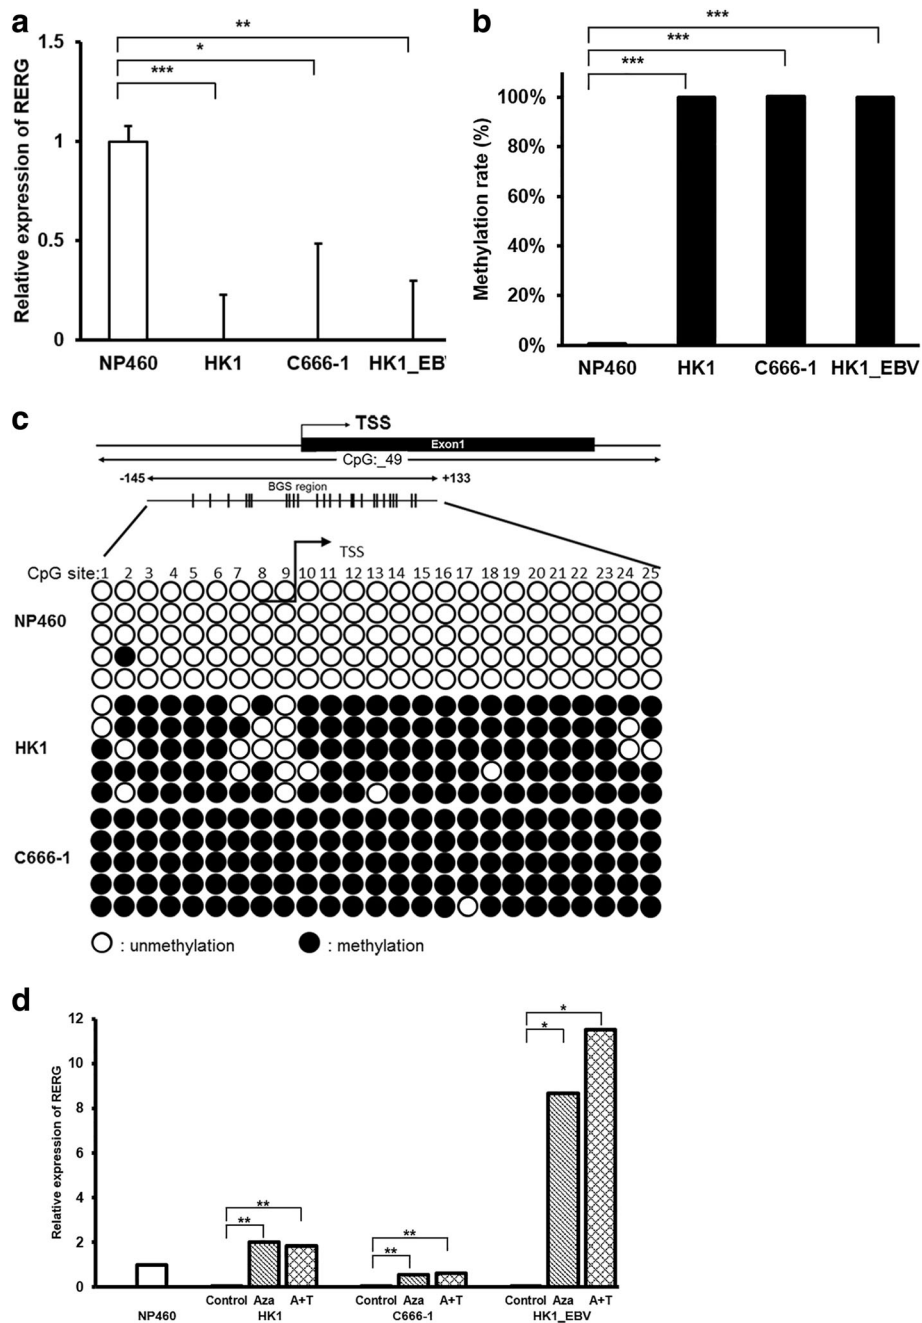 a
Relative expression of RERG
1.5
1
0.5
0
**
*
***
NP460 HK1 C666-1 HK1_EBV
b
Methylation rate (%)
100%
80%
60%
40%
20%
0%
***
***
***
NP460 HK1 C666-1 HK1_EBV
c
TSS
Exon1
CpG:_49
-145 +133
BGS region
TSS
CpG site:1 2 3 4 5 6 7 8 9 10 11 12 13 14 15 16 17 18 19 20 21 22 23 24 25
NP460
HK1
C666-1
: unmethylation : methylation
d
Relative expression of RERG
12
10
8
6
4
2
0
**
**
**
**
*
*
Control Aza A+T Control Aza A+T Control Aza A+T
NP460 HK1 C666-1 HK1_EBV